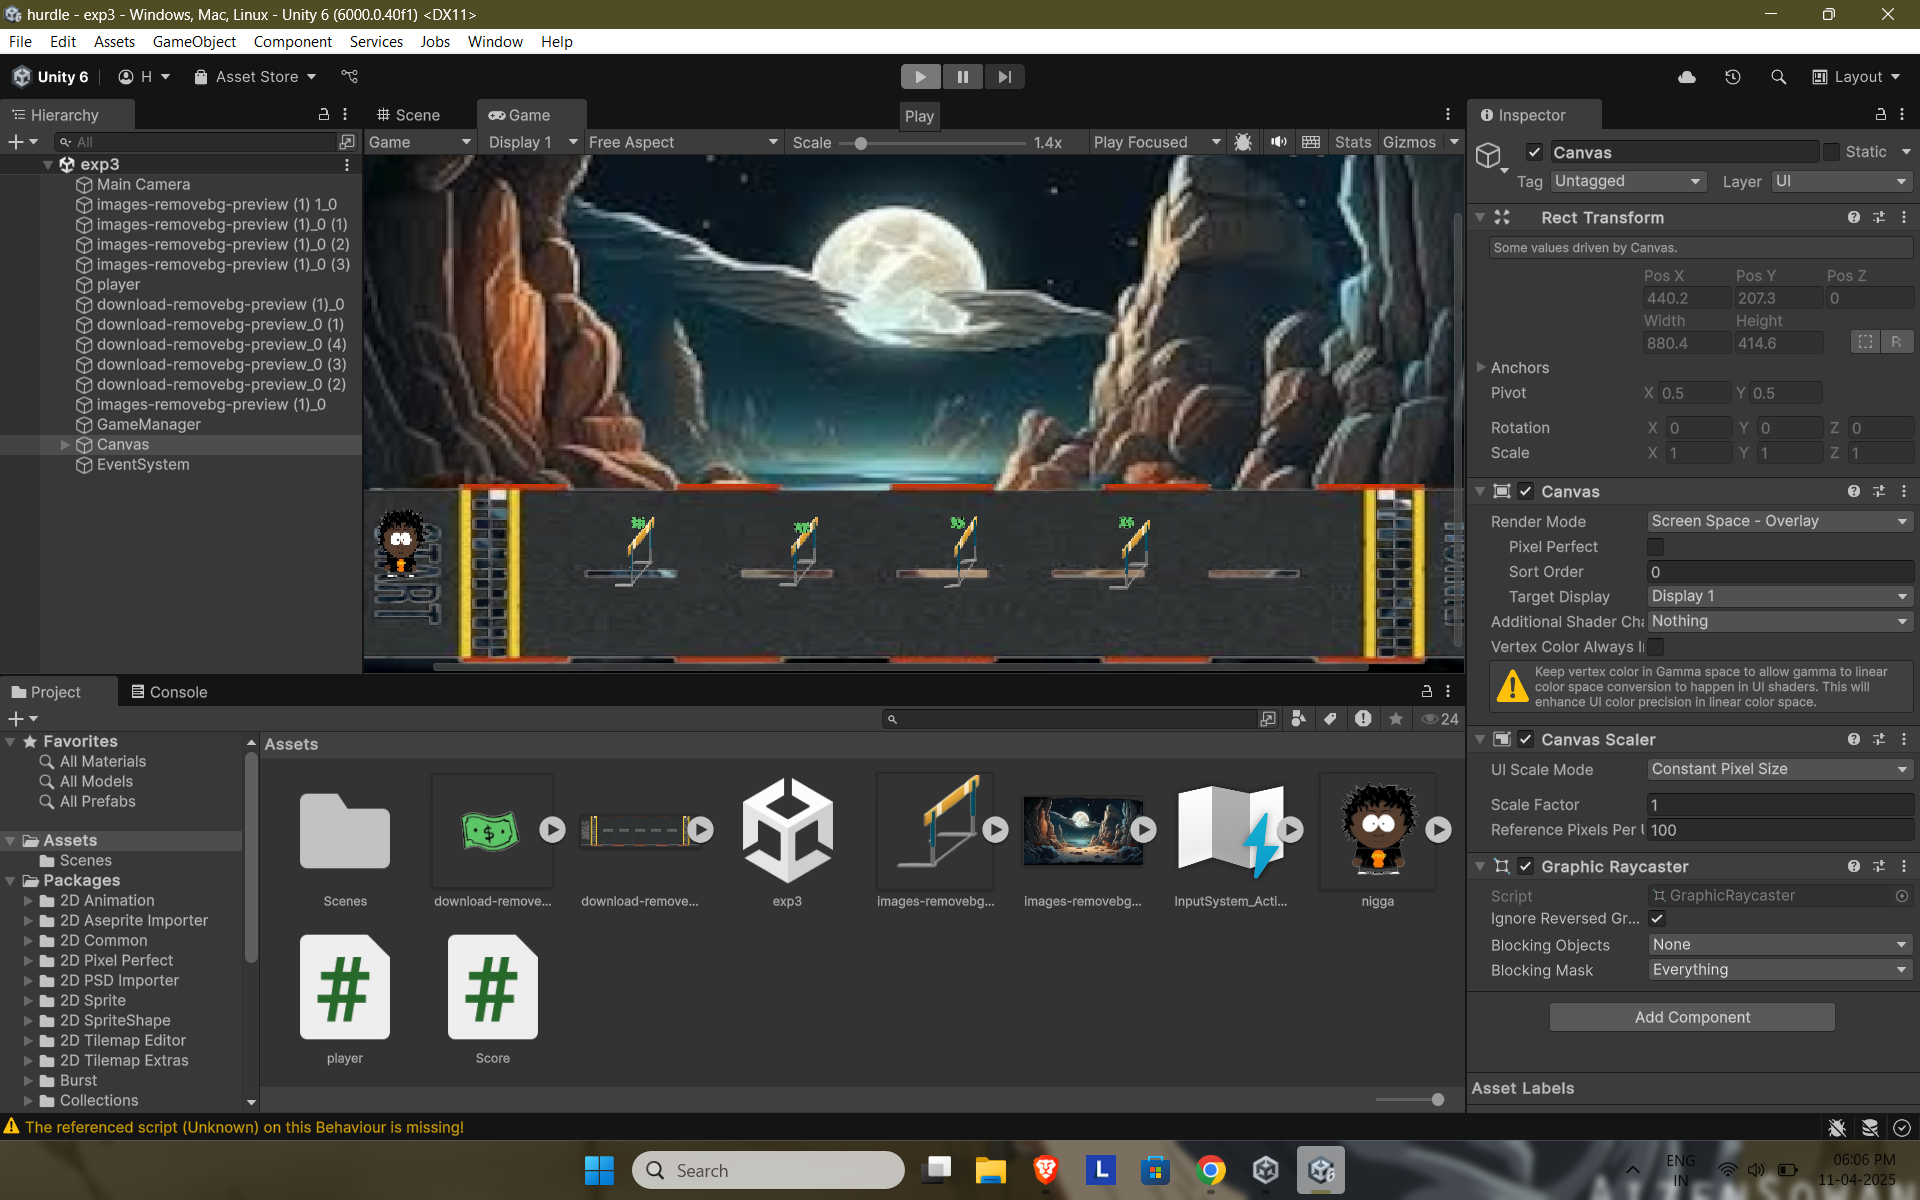 hurdle - exp3 - Windows, Mac, Linux - Unity 6 (6000.0.40f1) <DX11>
File Edit Assets GameObject Component Services Jobs Window Help
Unity 6 H Asset Store Layout
Hierarchy
Scene
Game
Play
Inspector
All
Game Display 1 Free Aspect Scale 1.4x Play Focused Stats Gizmos
exp3
Main Camera
images-removebg-preview (1) 1_0
images-removebg-preview (1)_0 (1)
images-removebg-preview (1)_0 (2)
images-removebg-preview (1)_0 (3)
player
download-removebg-preview (1)_0
download-removebg-preview_0 (1)
download-removebg-preview_0 (4)
download-removebg-preview_0 (3)
download-removebg-preview_0 (2)
images-removebg-preview (1)_0
GameManager
Canvas
EventSystem
START
Canvas Static
Tag Untagged Layer UI
Rect Transform
Some values driven by Canvas.
Pos X Pos Y Pos Z
440.2 207.3 0
Width Height
880.4 414.6 R
Anchors
Pivot X 0.5 Y 0.5
Rotation X 0 Y 0 Z 0
Scale X 1 Y 1 Z 1
Canvas
Render Mode Screen Space - Overlay
Pixel Perfect
Sort Order 0
Target Display Display 1
Additional Shader Cha Nothing
Vertex Color Always I
Keep vertex color in Gamma space to allow gamma to linear
color space conversion to happen in UI shaders. This will
enhance UI color precision in linear color space.
Canvas Scaler
UI Scale Mode Constant Pixel Size
Scale Factor 1
Reference Pixels Per U 100
Graphic Raycaster
Script GraphicRaycaster
Ignore Reversed Gr...
Blocking Objects None
Blocking Mask Everything
Add Component
Asset Labels
Project Console
24
Favorites
All Materials
All Models
All Prefabs
Assets
Scenes
Packages
2D Animation
2D Aseprite Importer
2D Common
2D Pixel Perfect
2D PSD Importer
2D Sprite
2D SpriteShape
2D Tilemap Editor
2D Tilemap Extras
Burst
Collections
Assets
Scenes download-remove... download-remove... exp3 images-removebg... images-removebg... InputSystem_Acti... nigga
player Score
The referenced script (Unknown) on this Behaviour is missing!
Search
ENG
IN
06:06 PM
11-04-2025